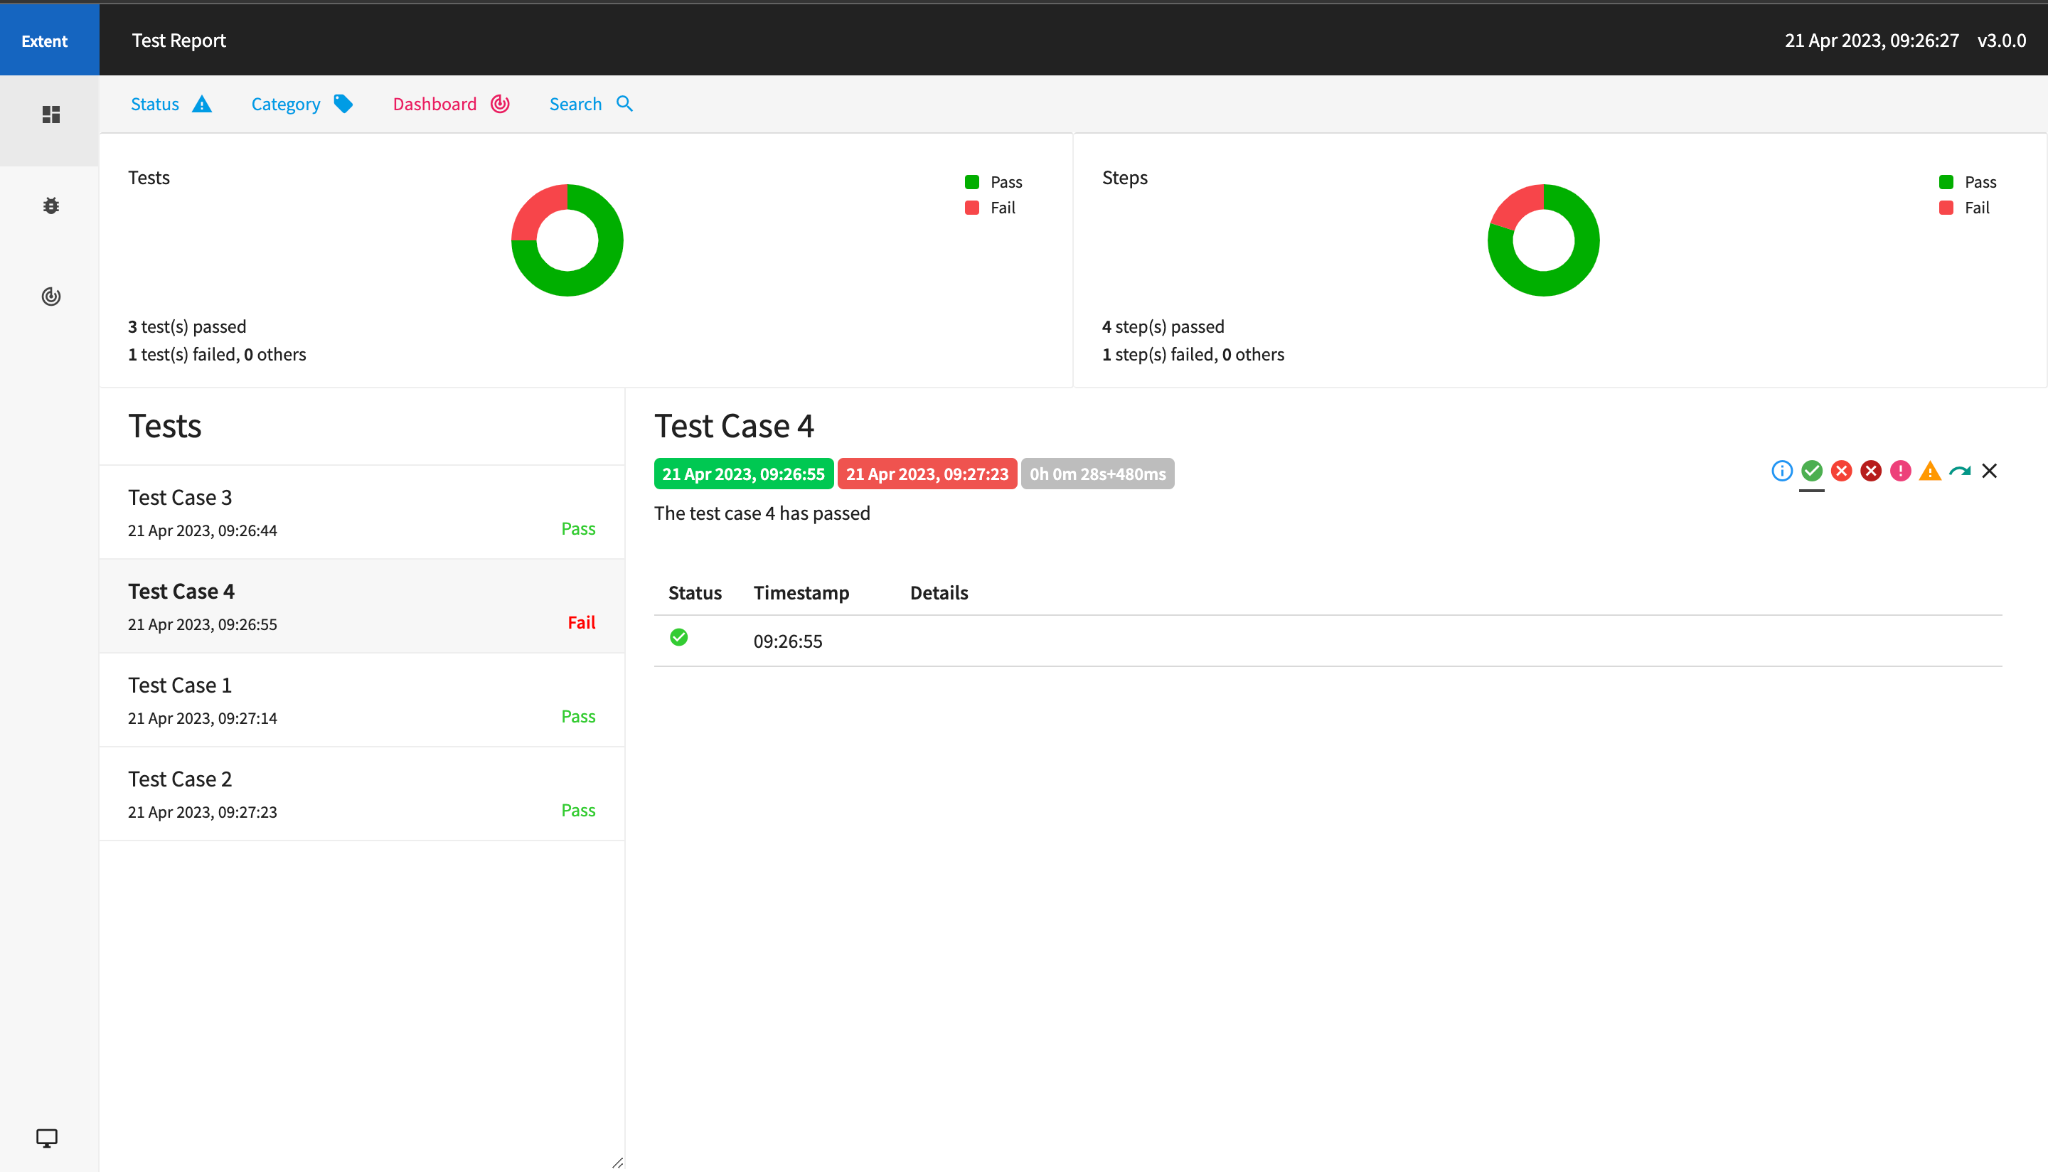 Extent
Test Report
21 Apr 2023, 09:26:27 v3.0.0
Status
Category
Dashboard
Search
Tests
Pass
Fail
3 test(s) passed
1 test(s) failed, 0 others
Steps
Pass
Fail
4 step(s) passed
1 step(s) failed, 0 others
Tests
Test Case 3
21 Apr 2023, 09:26:44
Pass
Test Case 4
21 Apr 2023, 09:26:55
Fail
Test Case 1
21 Apr 2023, 09:27:14
Pass
Test Case 2
21 Apr 2023, 09:27:23
Pass
Test Case 4
21 Apr 2023, 09:26:55 21 Apr 2023, 09:27:23 0h 0m 28s+480ms
The test case 4 has passed
Status Timestamp Details
09:26:55